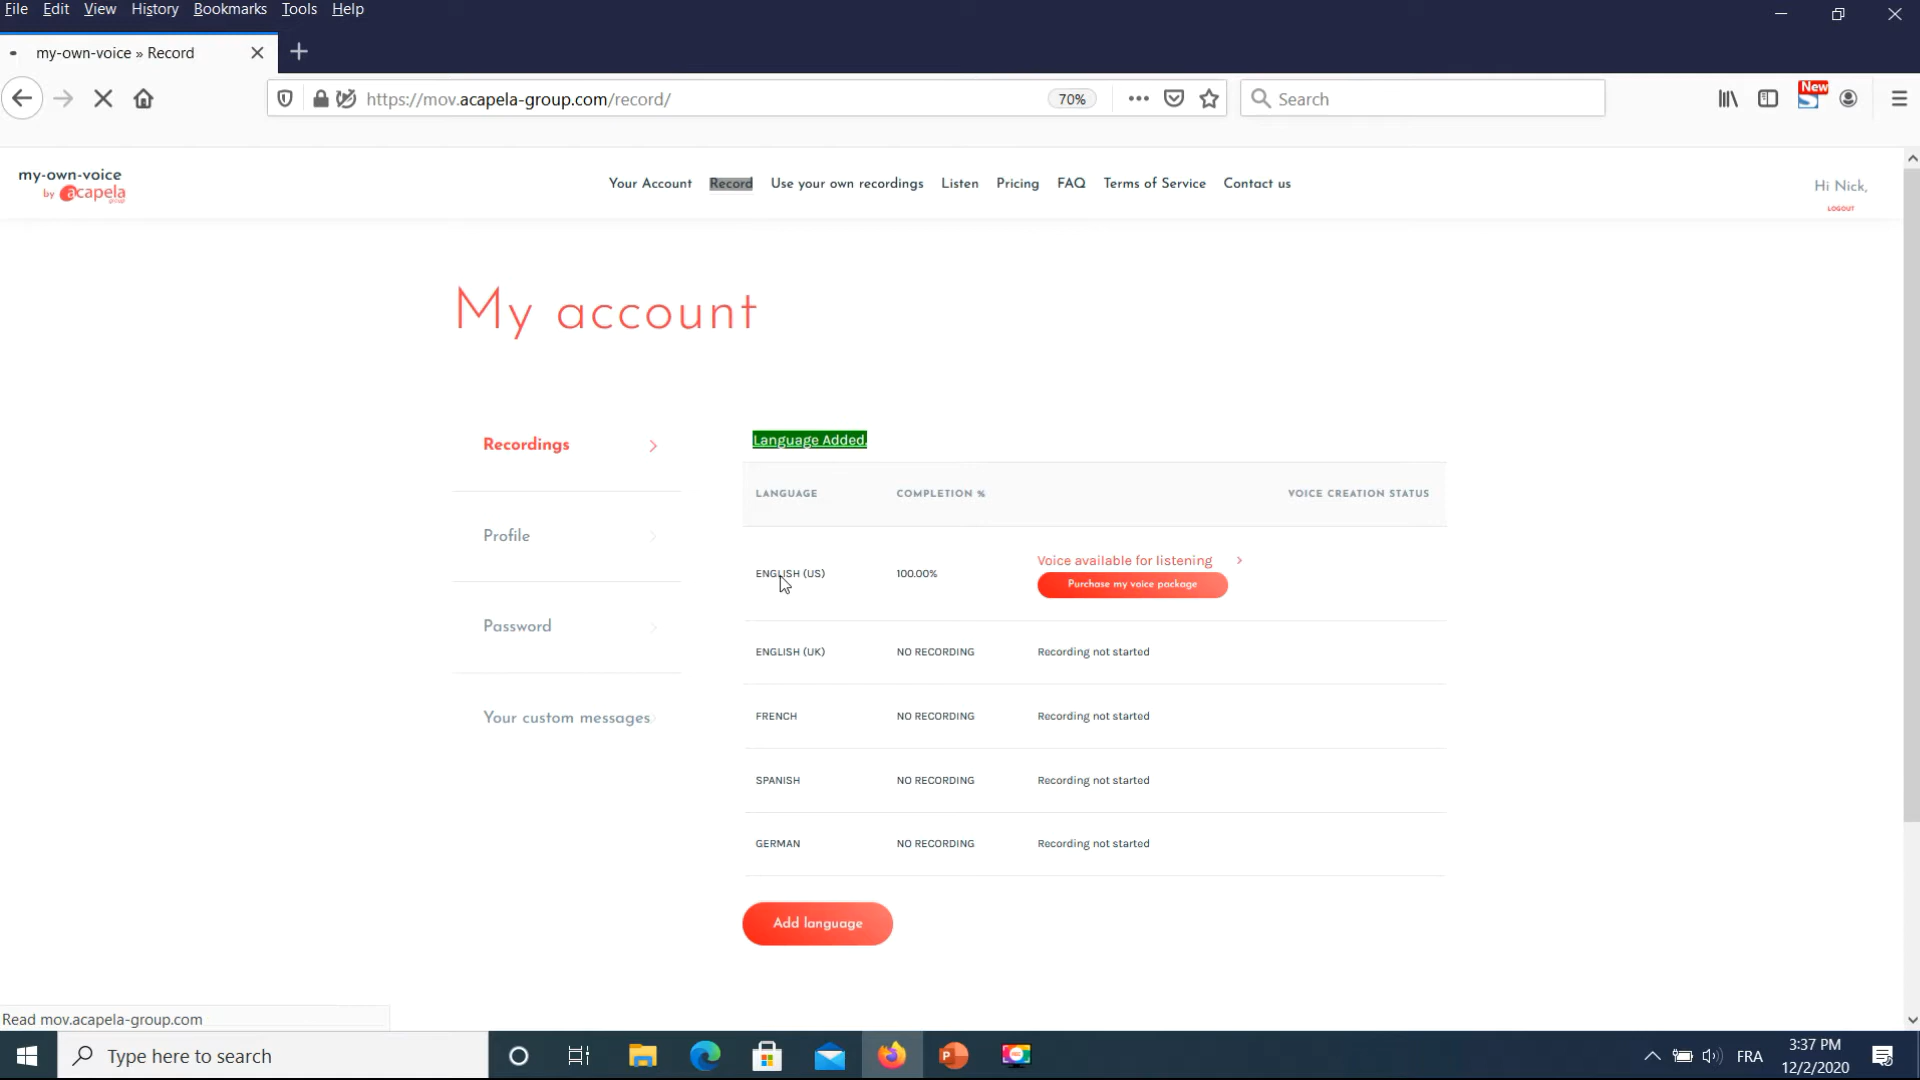 File Edit View History Bookmarks Tools Help
my-own-voice » Record
https://mov.acapela-group.com/record/ 70% Search New
my-own-voice
by acapela
group
Your Account Record Use your own recordings Listen Pricing FAQ Terms of Service Contact us
Hi Nick,
LOGOUT
My account
Recordings
Profile
Password
Your custom messages
Language Added.
LANGUAGE COMPLETION % VOICE CREATION STATUS
ENGLISH (US) 100.00% Voice available for listening
Purchase my voice package
ENGLISH (UK) NO RECORDING Recording not started
FRENCH NO RECORDING Recording not started
SPANISH NO RECORDING Recording not started
GERMAN NO RECORDING Recording not started
Add language
Read mov.acapela-group.com
Type here to search
FRA
3:37 PM
12/2/2020